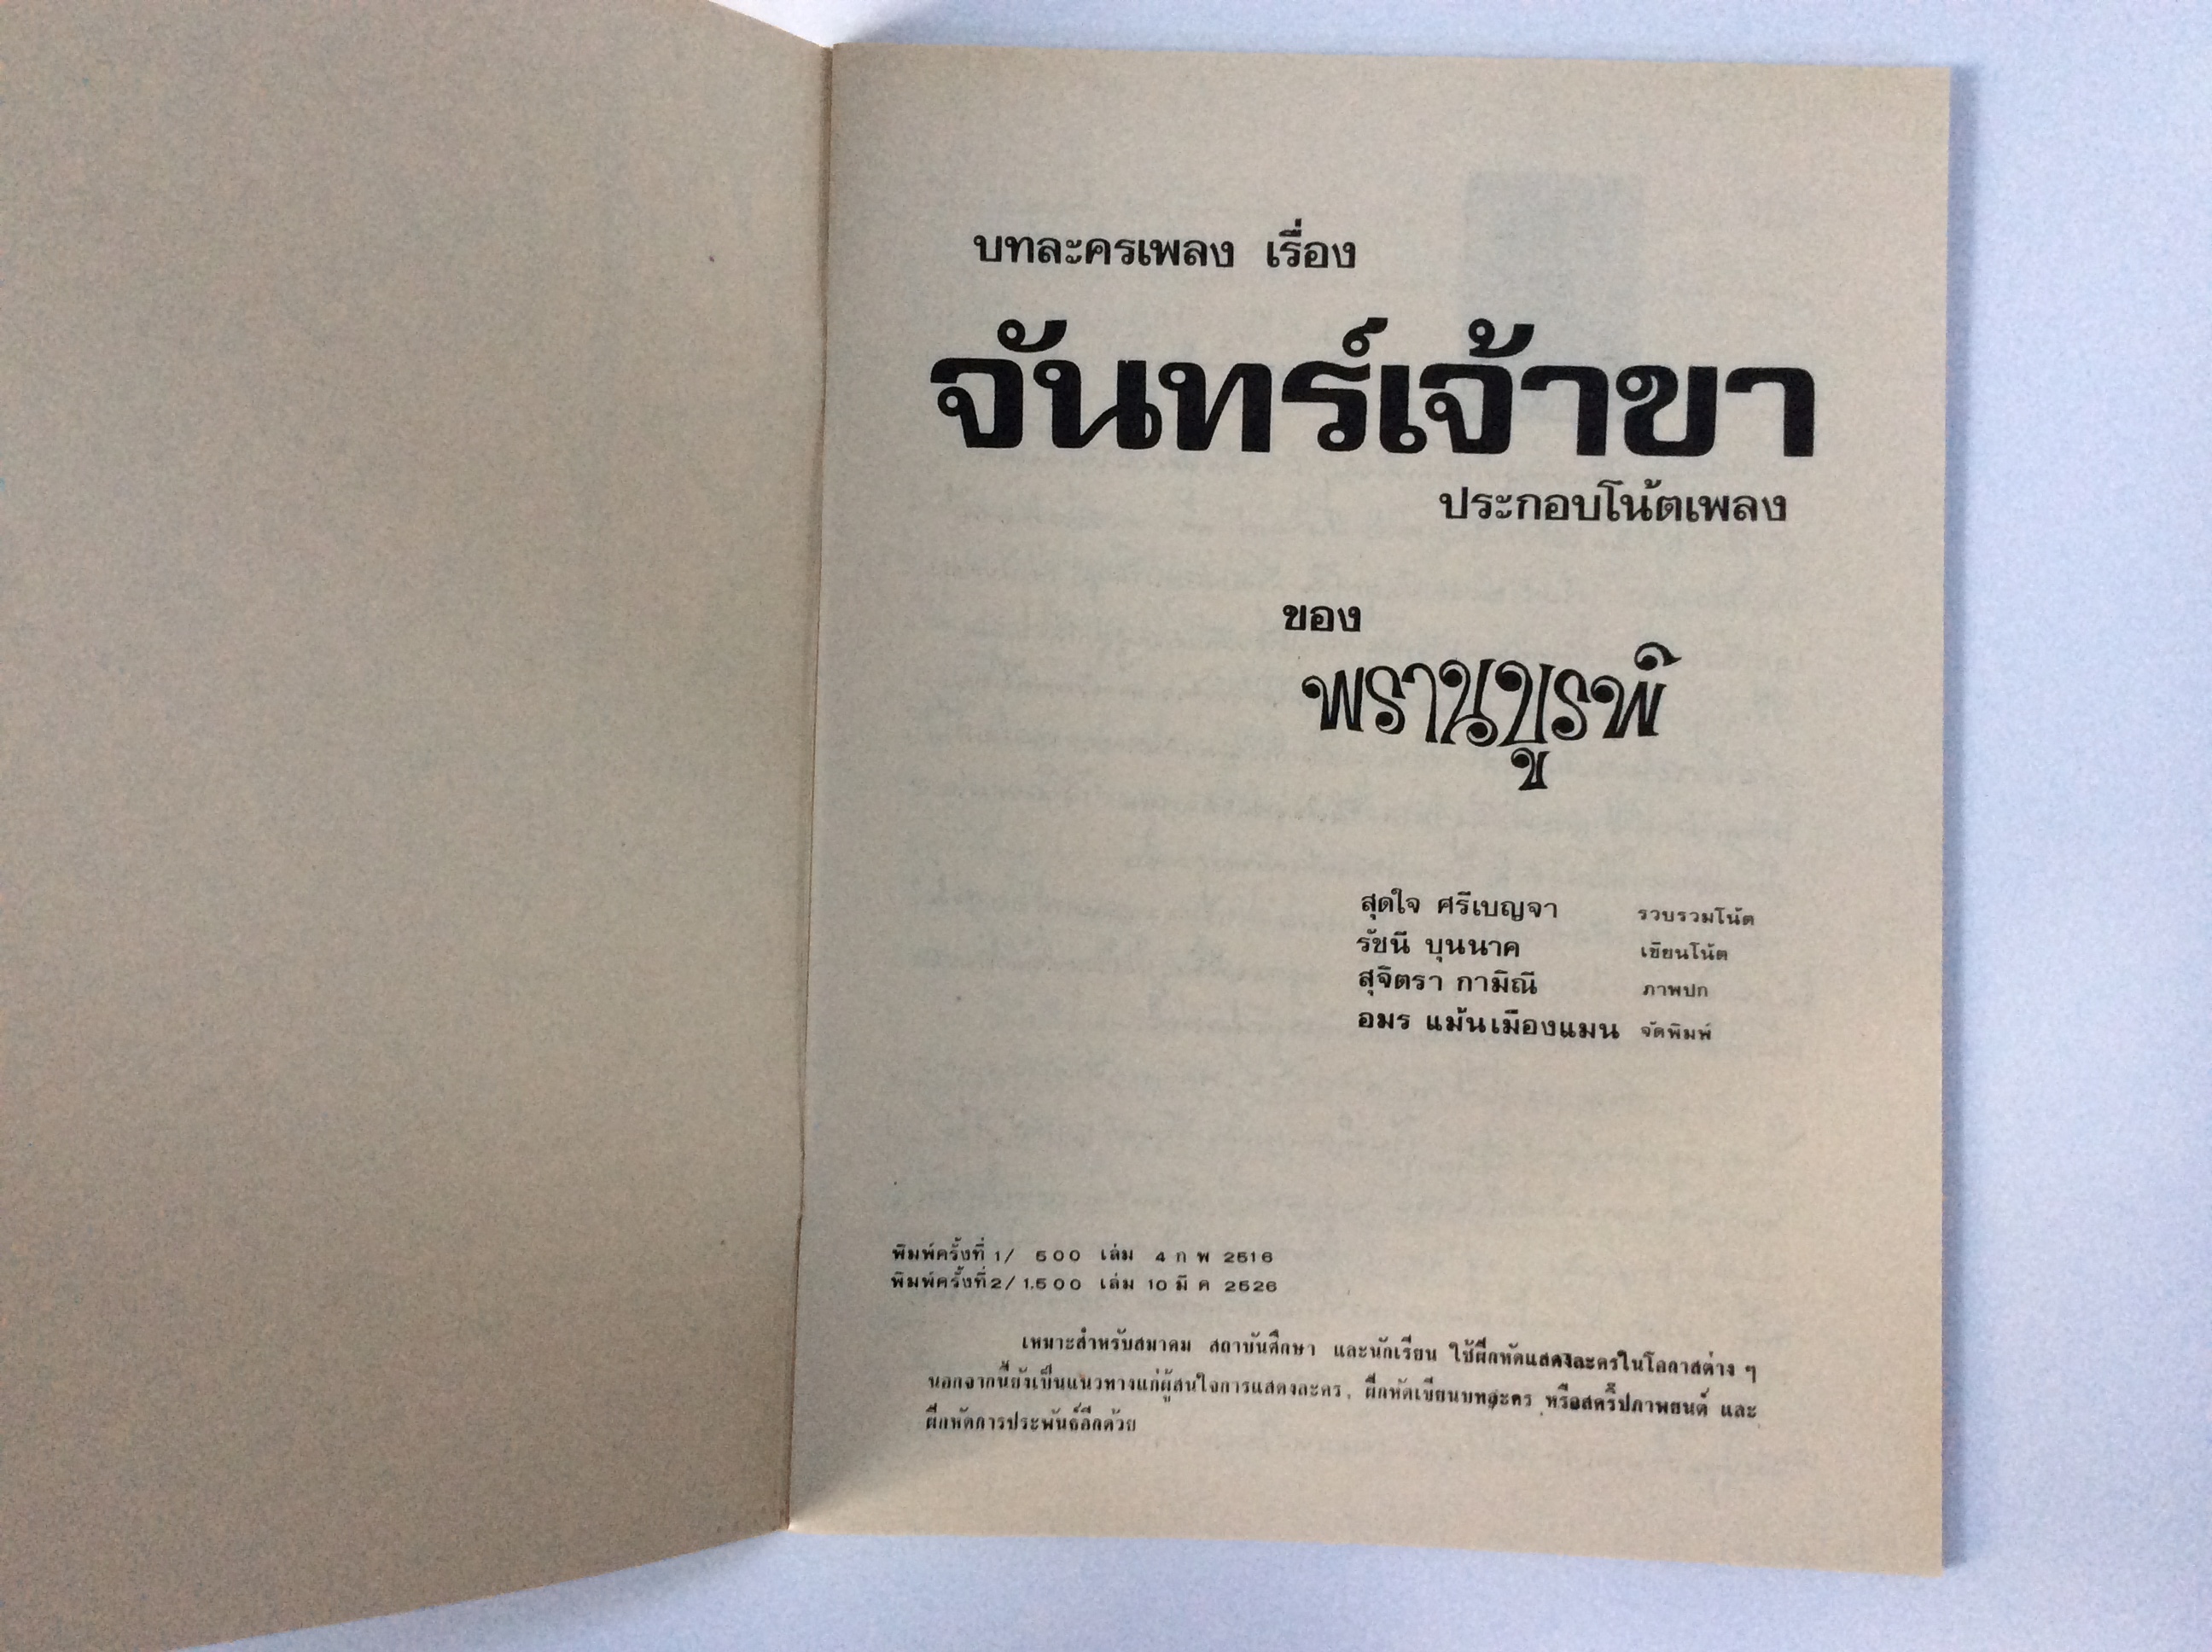 บทละครเพลง เรื่อง
จันทร์เจ้าขา
ประกอบโน้ตเพลง
ของ
พรานบูรพ์
สุดใจ ศรีเบญจา รวบรวมโน้ต
รัชนี บุนนาค เขียนโน้ต
สุจิตรา กามิณี ภาพปก
อมร แม้นเมืองแมน จัดพิมพ์
พิมพ์ครั้งที่ 1/ 500 เล่ม 4 ก พ 2516
พิมพ์ครั้งที่ 2/ 1.500 เล่ม 10 มี ค 2526
เหมาะสำหรับสมาคม สถาบันศึกษา และนักเรียน ใช้ฝึกหัดแสดงละครในโอกาสต่าง ๆ
นอกจากนี้ยังเป็นแนวทางแก่ผู้สนใจการแสดงละคร, ฝึกหัดเขียนบทละคร หรือสครี๊ปภาพยนต์ และ
ฝึกหัดการประพันธ์อีกด้วย